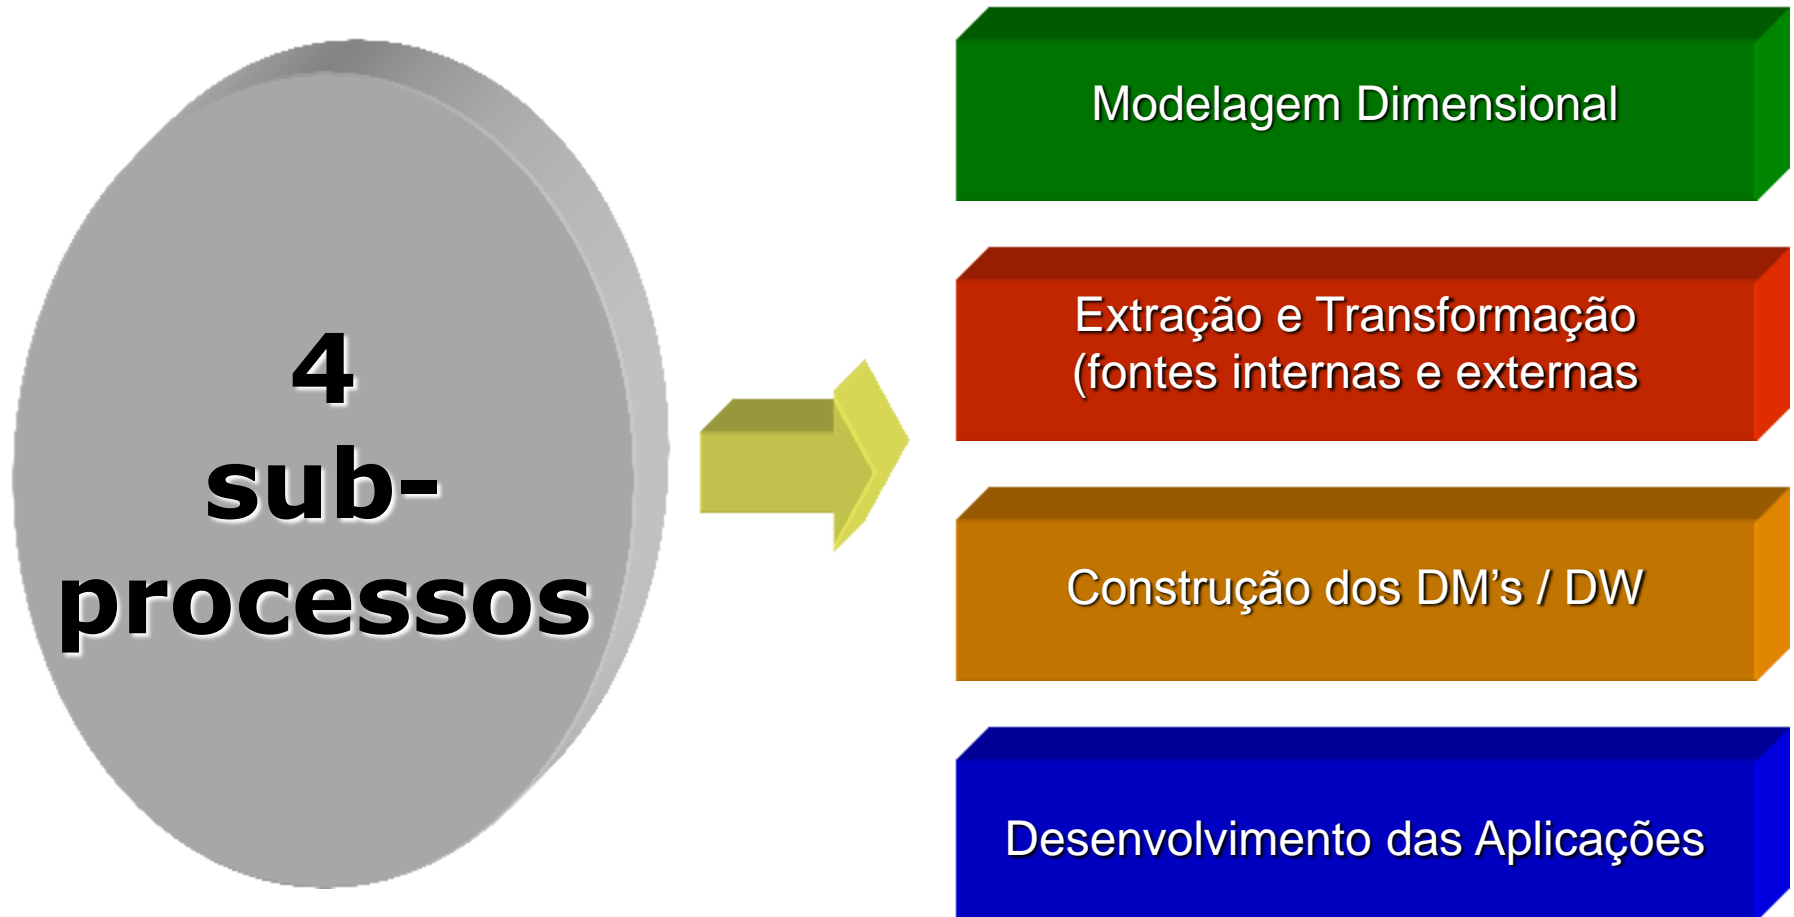 4
sub-
processos
Modelagem Dimensional
Extração e Transformação
(fontes internas e externas
Construção dos DM’s / DW
Desenvolvimento das Aplicações